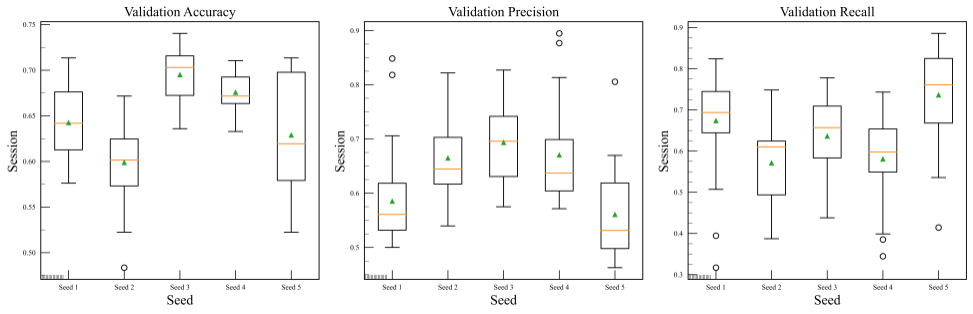 Validation Accuracy
Session
0.75
0.70
0.65
0.60
0.55
0.50
Seed 1
Seed 2
Seed 3
Seed 4
Seed 5
Seed
Validation Precision
Session
0.9
0.8
0.7
0.6
0.5
Seed 1
Seed 2
Seed 3
Seed 4
Seed 5
Seed
Validation Recall
Session
0.9
0.8
0.7
0.6
0.5
0.4
0.3
Seed 1
Seed 2
Seed 3
Seed 4
Seed 5
Seed